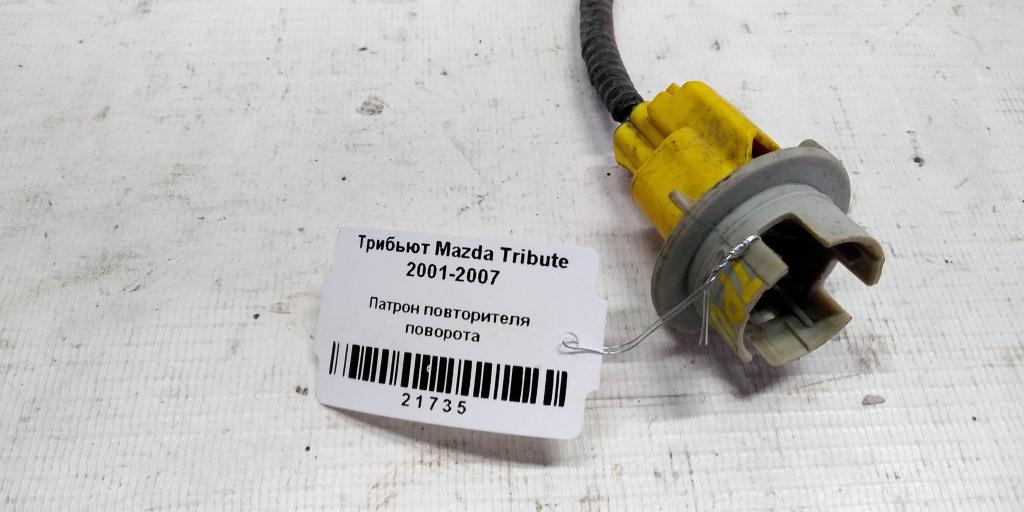 Трибьют Mazda Tribute
2001-2007
Патрон повторителя
поворота
21735